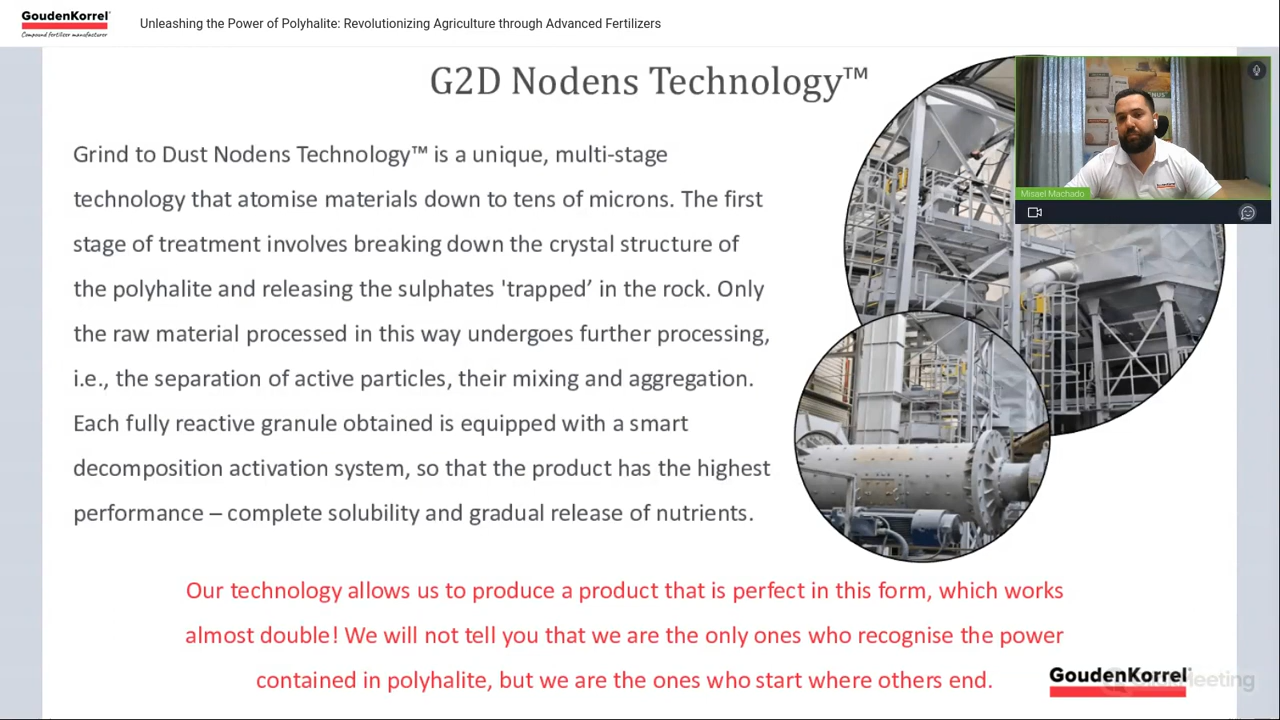 GoudenKorrel
Compound fertilizer manufacturer
Unleashing the Power of Polyhalite: Revolutionizing Agriculture through Advanced Fertilizers
G2D Nodens Technology™
Misael Machado
Grind to Dust Nodens Technology™ is a unique, multi-stage
technology that atomise materials down to tens of microns. The first
stage of treatment involves breaking down the crystal structure of
the polyhalite and releasing the sulphates 'trapped’ in the rock. Only
the raw material processed in this way undergoes further processing,
i.e., the separation of active particles, their mixing and aggregation.
Each fully reactive granule obtained is equipped with a smart
decomposition activation system, so that the product has the highest
performance – complete solubility and gradual release of nutrients.
Our technology allows us to produce a product that is perfect in this form, which works
almost double! We will not tell you that we are the only ones who recognise the power
contained in polyhalite, but we are the ones who start where others end.
GoudenKorrel